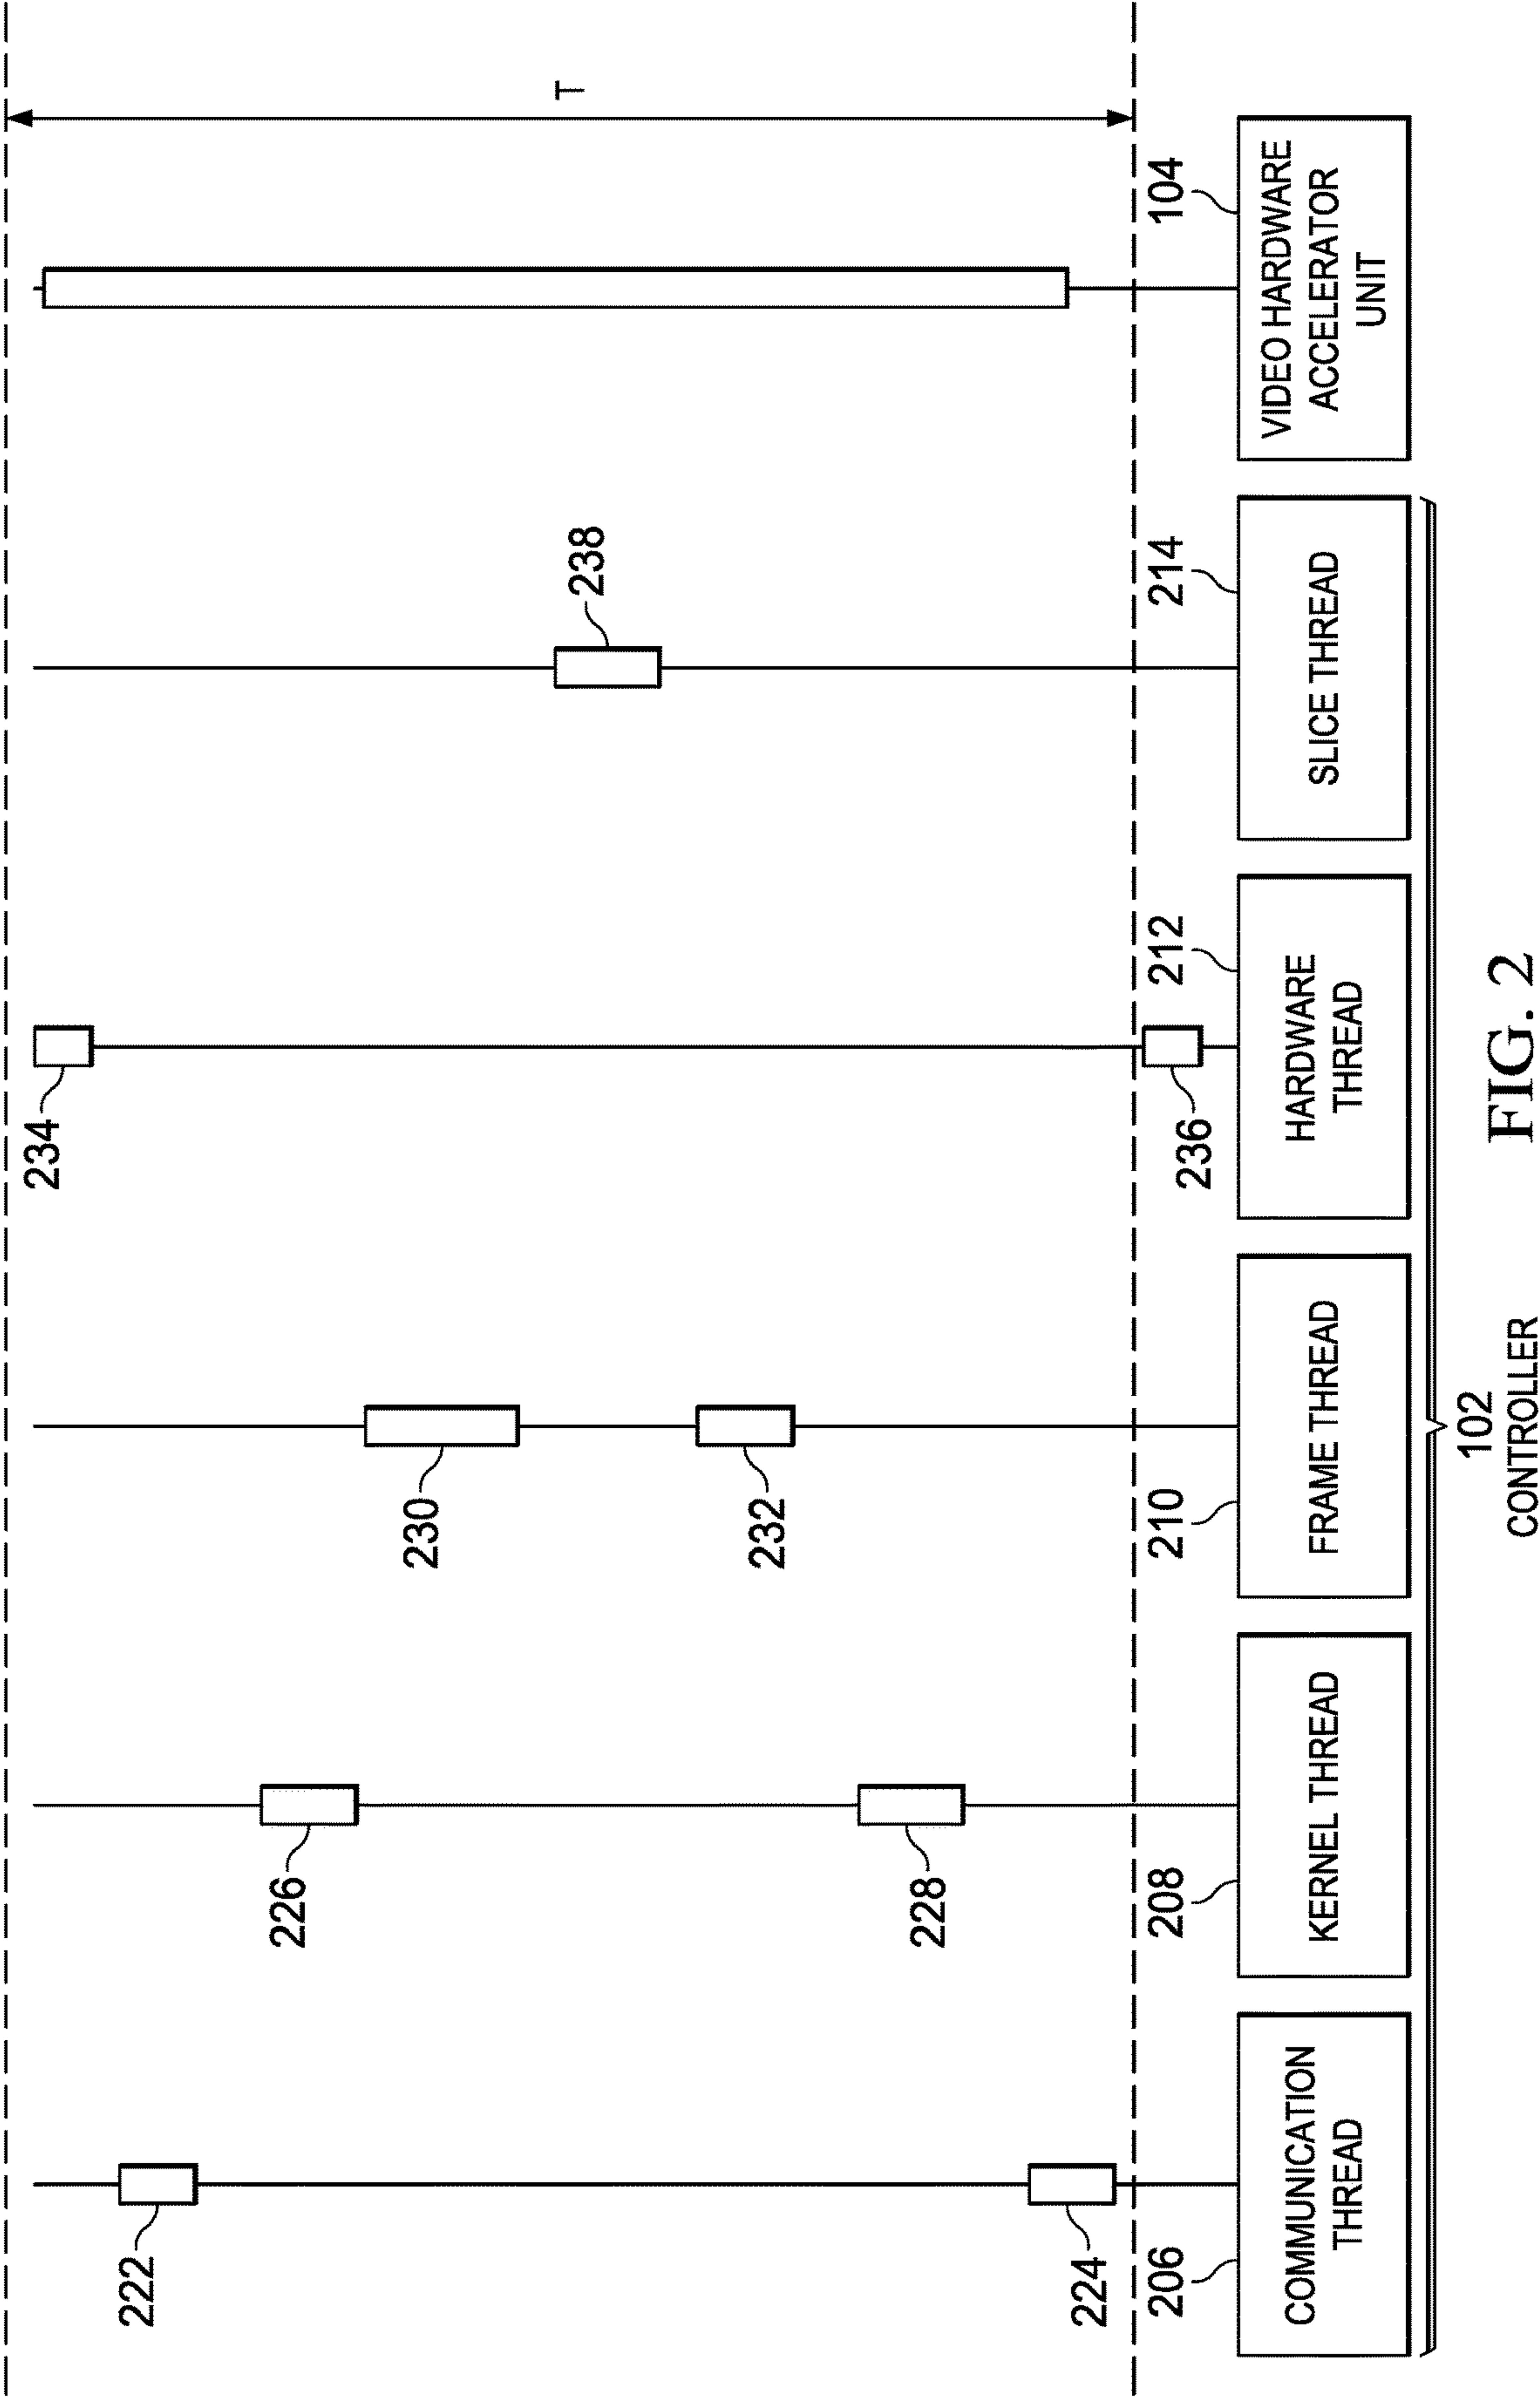 234
222
226
230
T
238
232
228
224
236
206
208
210
212
214
104
COMMUNICATION
THREAD
KERNEL THREAD
FRAME THREAD
HARDWARE
THREAD
SLICE THREAD
VIDEO HARDWARE
ACCELERATOR
UNIT
102
CONTROLLER
FIG. 2